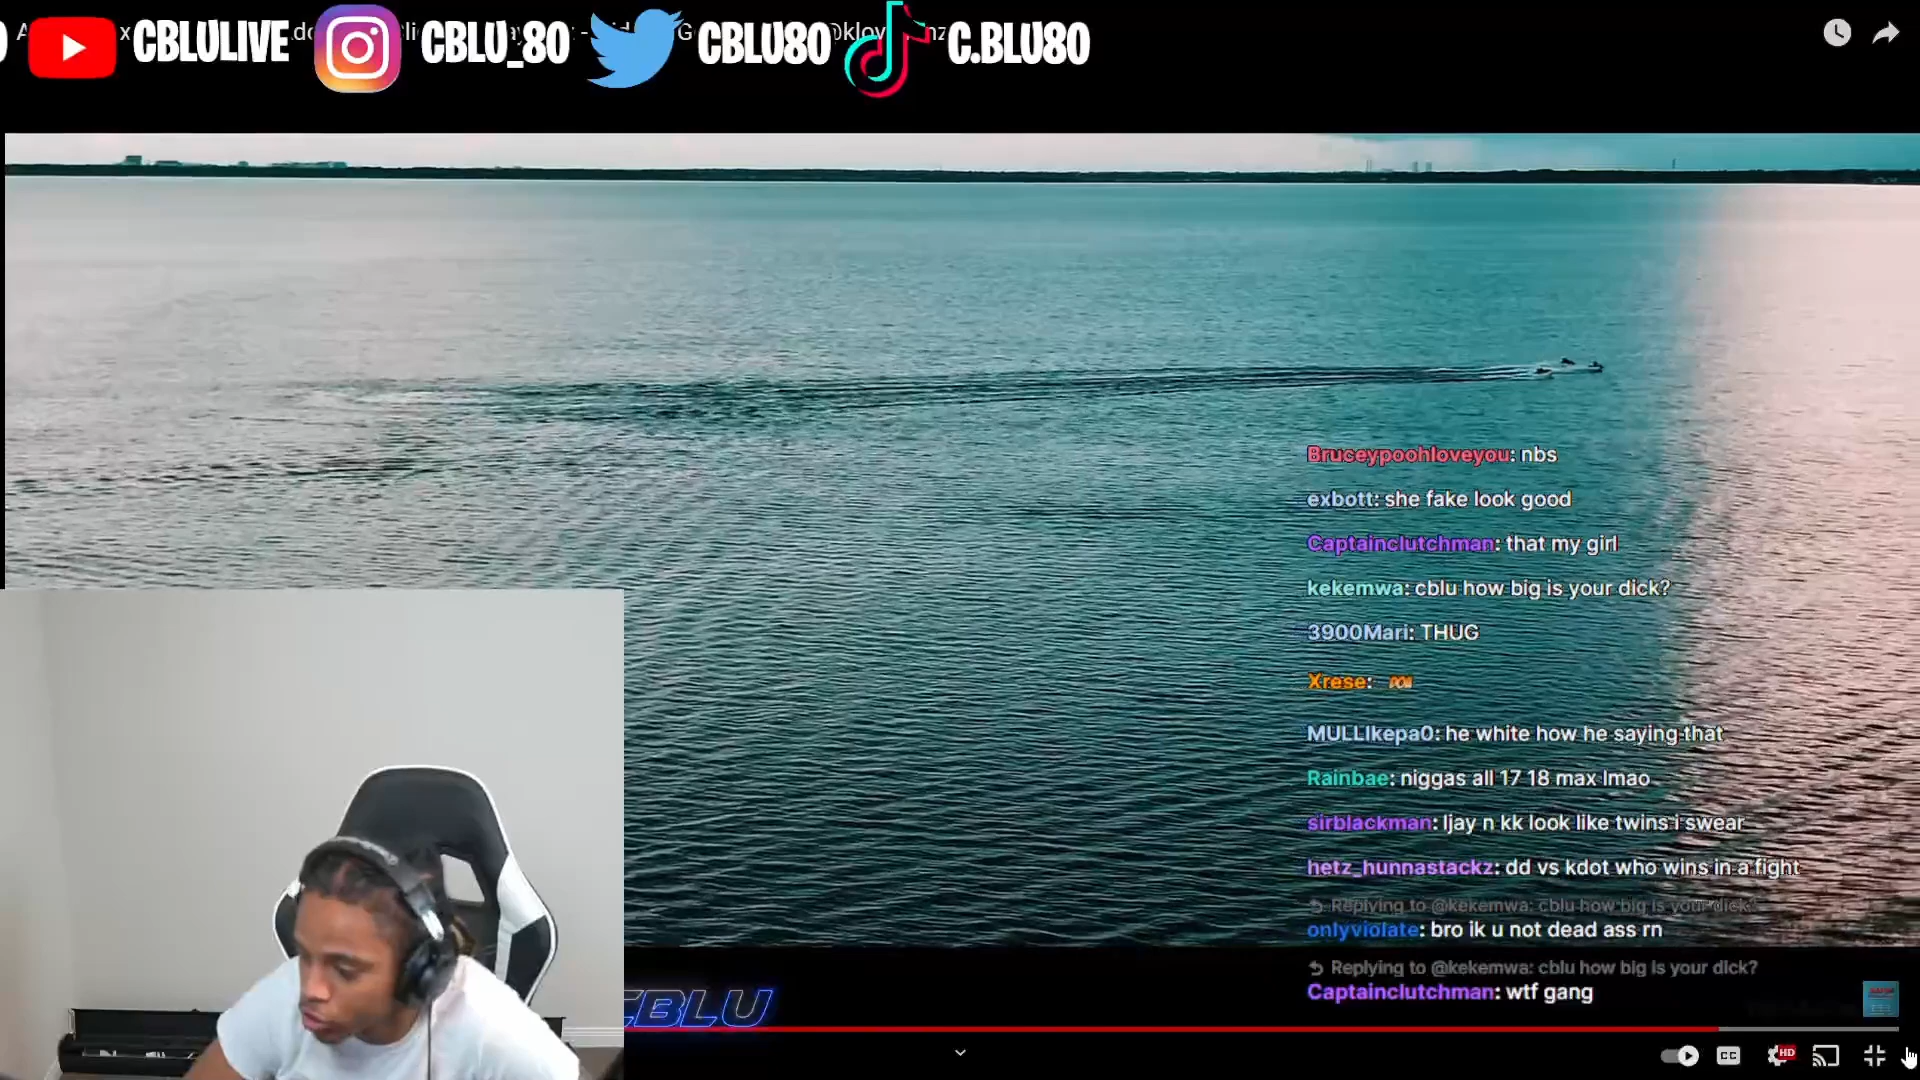 CBLULIVE CBLU_80 CBLU80 C.BLU80
Bruceypoohloveyou: nbs
exbott: she fake look good
Captainclutchman: that my girl
kekemwa: cblu how big is your dick?
3900Mari: THUG
Xrese:
MULLIkepa0: he white how he saying that
Rainbae: niggas all 17 18 max lmao
sirblackman: ljay n kk look like twins i swear
hetz_hunnastackz: dd vs kdot who wins in a fight
Replying to @kekemwa: cblu how big is your dick?
onlyviolate: bro ik u not dead ass rn
Replying to @kekemwa: cblu how big is your dick?
Captainclutchman: wtf gang
CBLU
CC HD